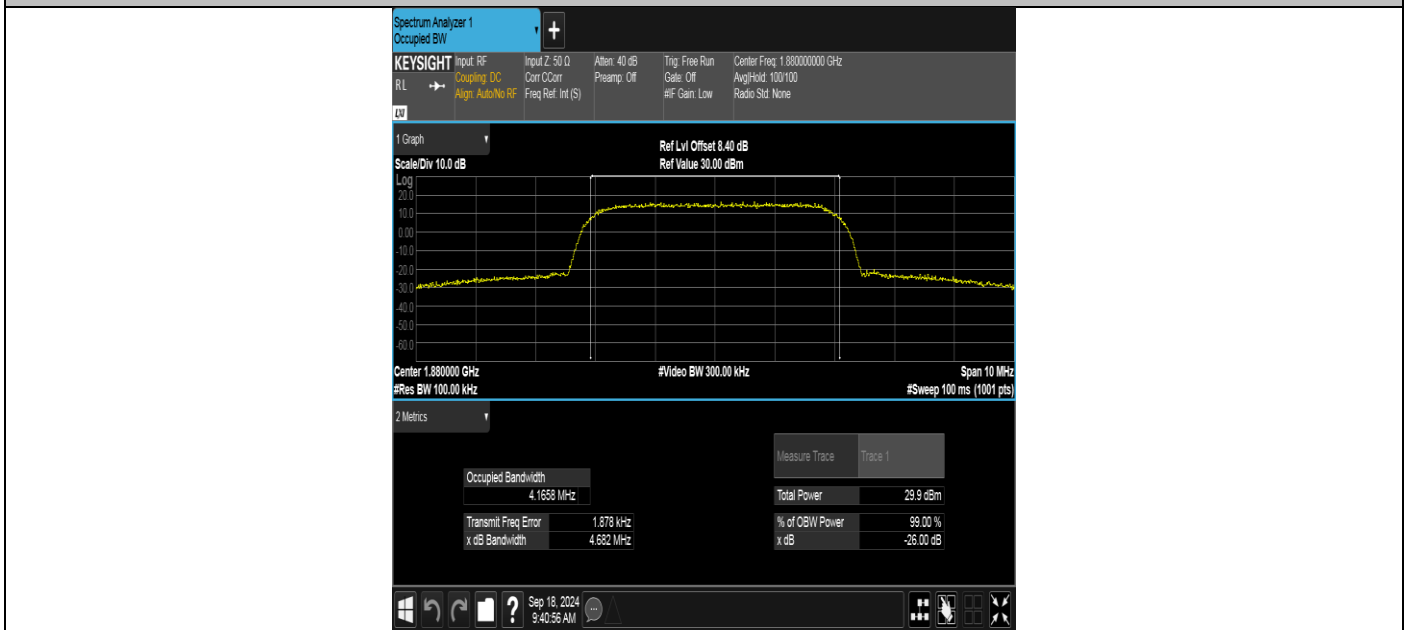 Spectrum Analyzer 1
Occupied BW
+
KEYSIGHT Input: RF Input Z: 50 Ω Atten: 40 dB Trig: Free Run Center Freq: 1.880000000 GHz
RL Coupling: DC Corr CCorr Preamp: Off Gate: Off Avg|Hold: 100/100
Align: Auto/No RF Freq Ref: Int (S) #IF Gain: Low Radio Std: None
LXI
1 Graph
Ref Lvl Offset 8.40 dB
Scale/Div 10.0 dB Ref Value 30.00 dBm
Log
20.0
10.0
0.00
-10.0
-20.0
-30.0
-40.0
-50.0
-60.0
Center 1.880000 GHz #Video BW 300.00 kHz Span 10 MHz
#Res BW 100.00 kHz #Sweep 100 ms (1001 pts)
2 Metrics
Measure Trace Trace 1
Occupied Bandwidth
4.1658 MHz Total Power 29.9 dBm
Transmit Freq Error 1.878 kHz % of OBW Power 99.00 %
x dB Bandwidth 4.682 MHz x dB -26.00 dB
? Sep 18, 2024
9:40:56 AM